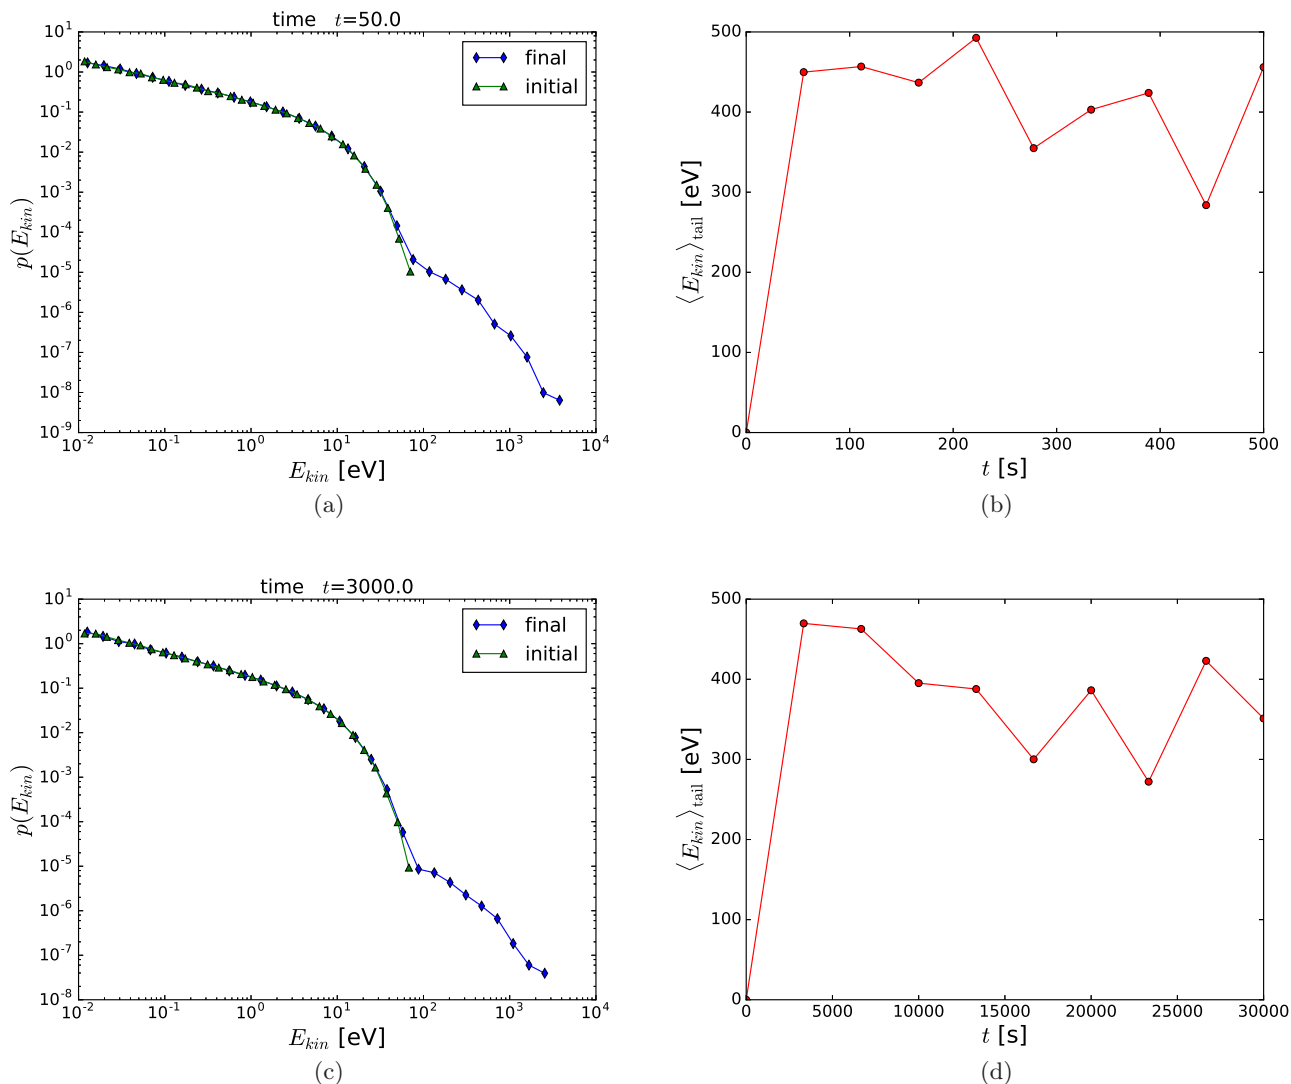 time t=50.0
10^1
10^0
10^-1
10^-2
10^-3
10^-4
10^-5
10^-6
10^-7
10^-8
10^-9
p(E_kin)
final
initial
10^-2 10^-1 10^0 10^1 10^2 10^3 10^4
E_kin [eV]
(a)
500
400
300
200
100
0
⟨E_kin⟩_tail [eV]
0 100 200 300 400 500
t [s]
(b)
time t=3000.0
10^1
10^0
10^-1
10^-2
10^-3
10^-4
10^-5
10^-6
10^-7
10^-8
p(E_kin)
final
initial
10^-2 10^-1 10^0 10^1 10^2 10^3 10^4
E_kin [eV]
(c)
500
400
300
200
100
0
⟨E_kin⟩_tail [eV]
0 5000 10000 15000 20000 25000 30000
t [s]
(d)